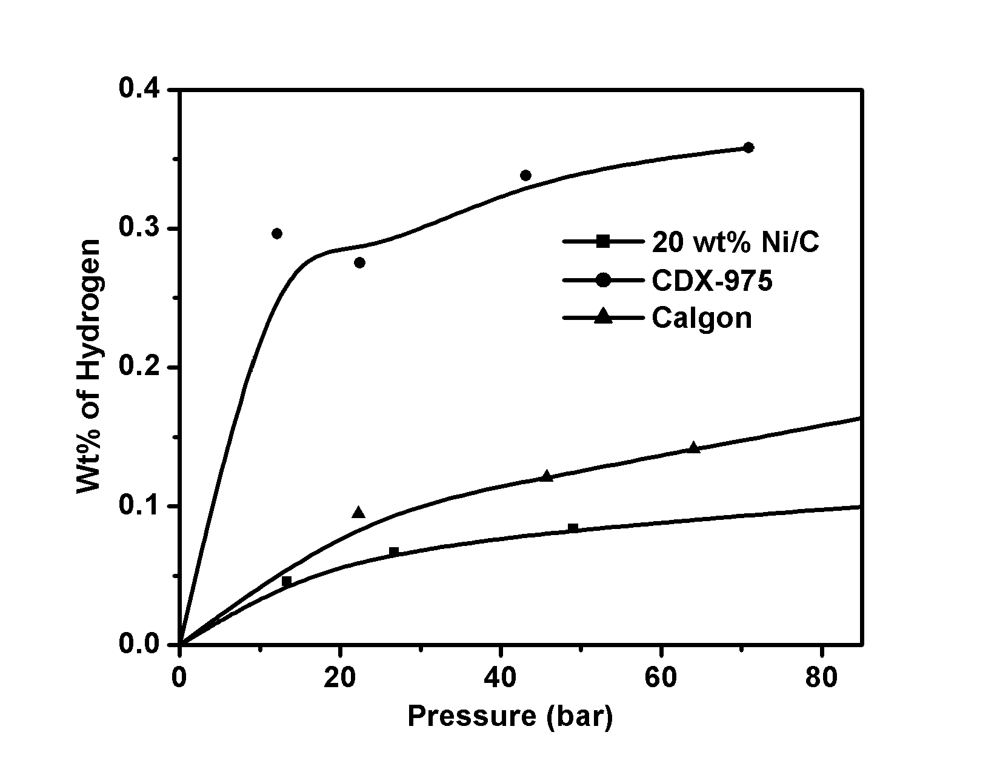 0.4
0.3
0.2
0.1
0.0
Wt% of Hydrogen
20 wt% Ni/C
CDX-975
Calgon
0 20 40 60 80
Pressure (bar)